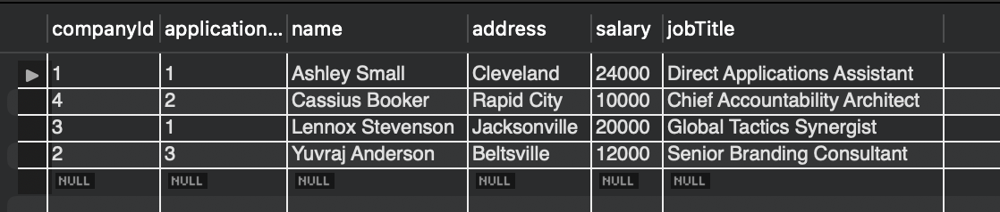 companyId application... name address salary jobTitle
1 1 Ashley Small Cleveland 24000 Direct Applications Assistant
4 2 Cassius Booker Rapid City 10000 Chief Accountability Architect
3 1 Lennox Stevenson Jacksonville 20000 Global Tactics Synergist
2 3 Yuvraj Anderson Beltsville 12000 Senior Branding Consultant
NULL NULL NULL NULL NULL NULL